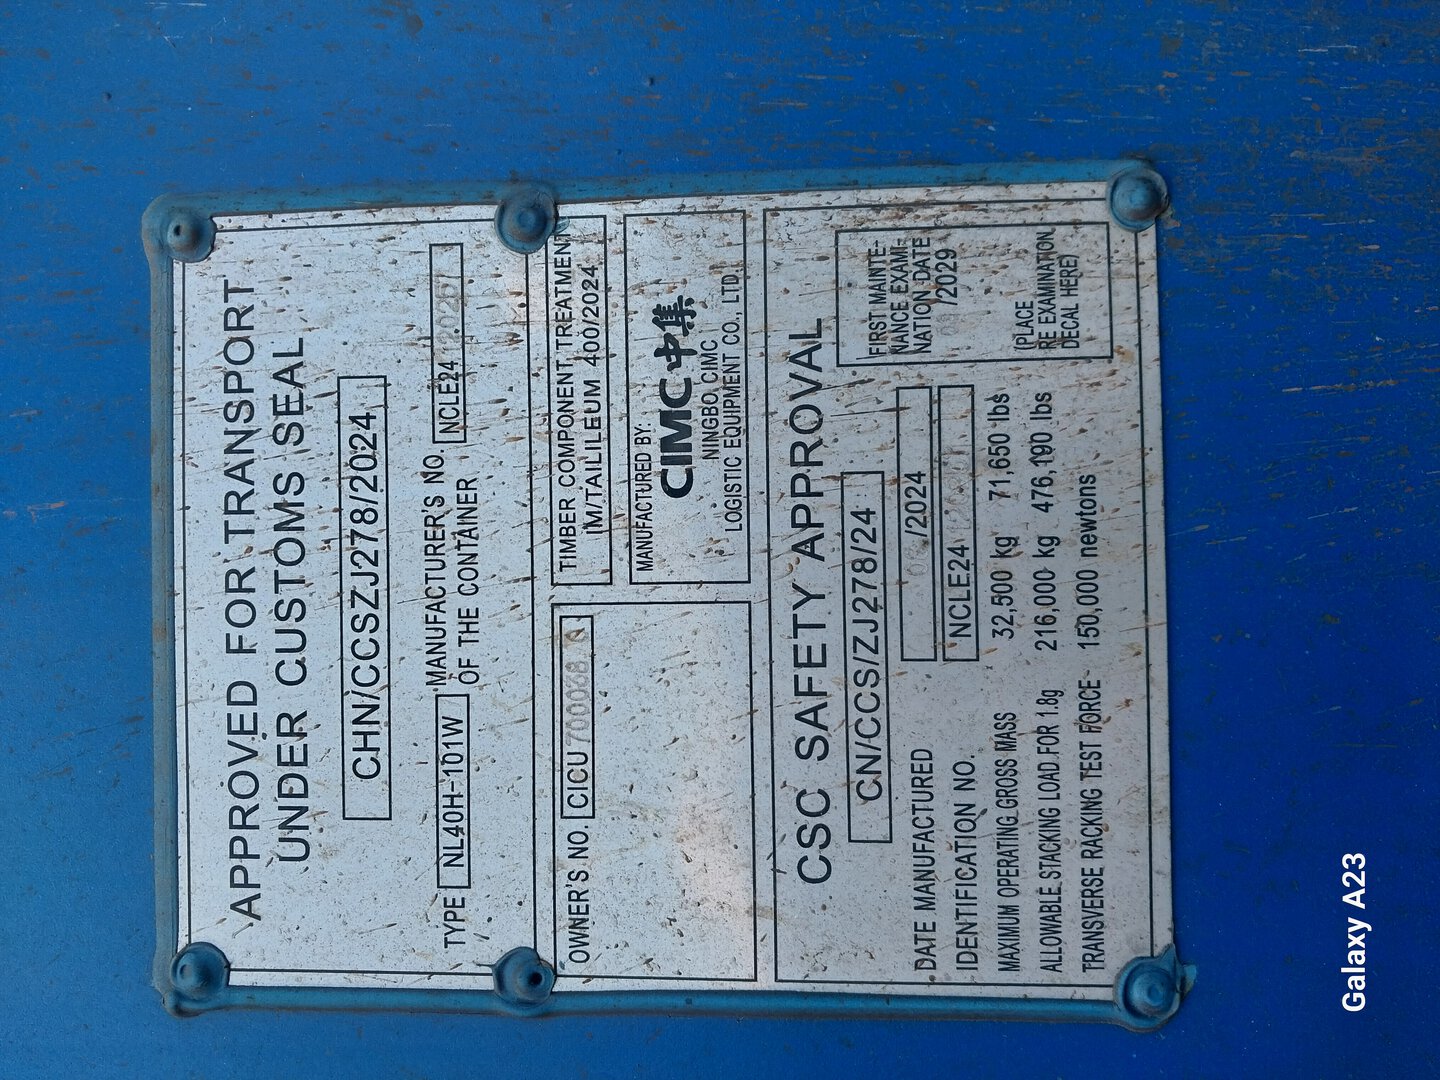 APPROVED FOR TRANSPORT
UNDER CUSTOMS SEAL
CHN/CCSZJ278/2024
TYPE NL40H-101W MANUFACTURER'S NO.
OF THE CONTAINER
NCLE24
OWNER'S NO. CICU
TIMBER COMPONENT TREATMENT
IM/TAILILEUM 400/2024
MANUFACTURED BY:
CIMC 中集
NINGBO CIMC
LOGISTIC EQUIPMENT CO., LTD.
CSC SAFETY APPROVAL
CN/CCS/ZJ278/24
DATE MANUFACTURED /2024
IDENTIFICATION NO. NCLE24
MAXIMUM OPERATING GROSS MASS 32,500 kg 71,650 lbs
ALLOWABLE STACKING LOAD FOR 1.8g 216,000 kg 476,190 lbs
TRANSVERSE RACKING TEST FORCE 150,000 newtons
FIRST MAINTE-
NANCE EXAMI-
NATION DATE
/2029
(PLACE
RE EXAMINATION
DECAL HERE)
Galaxy A23